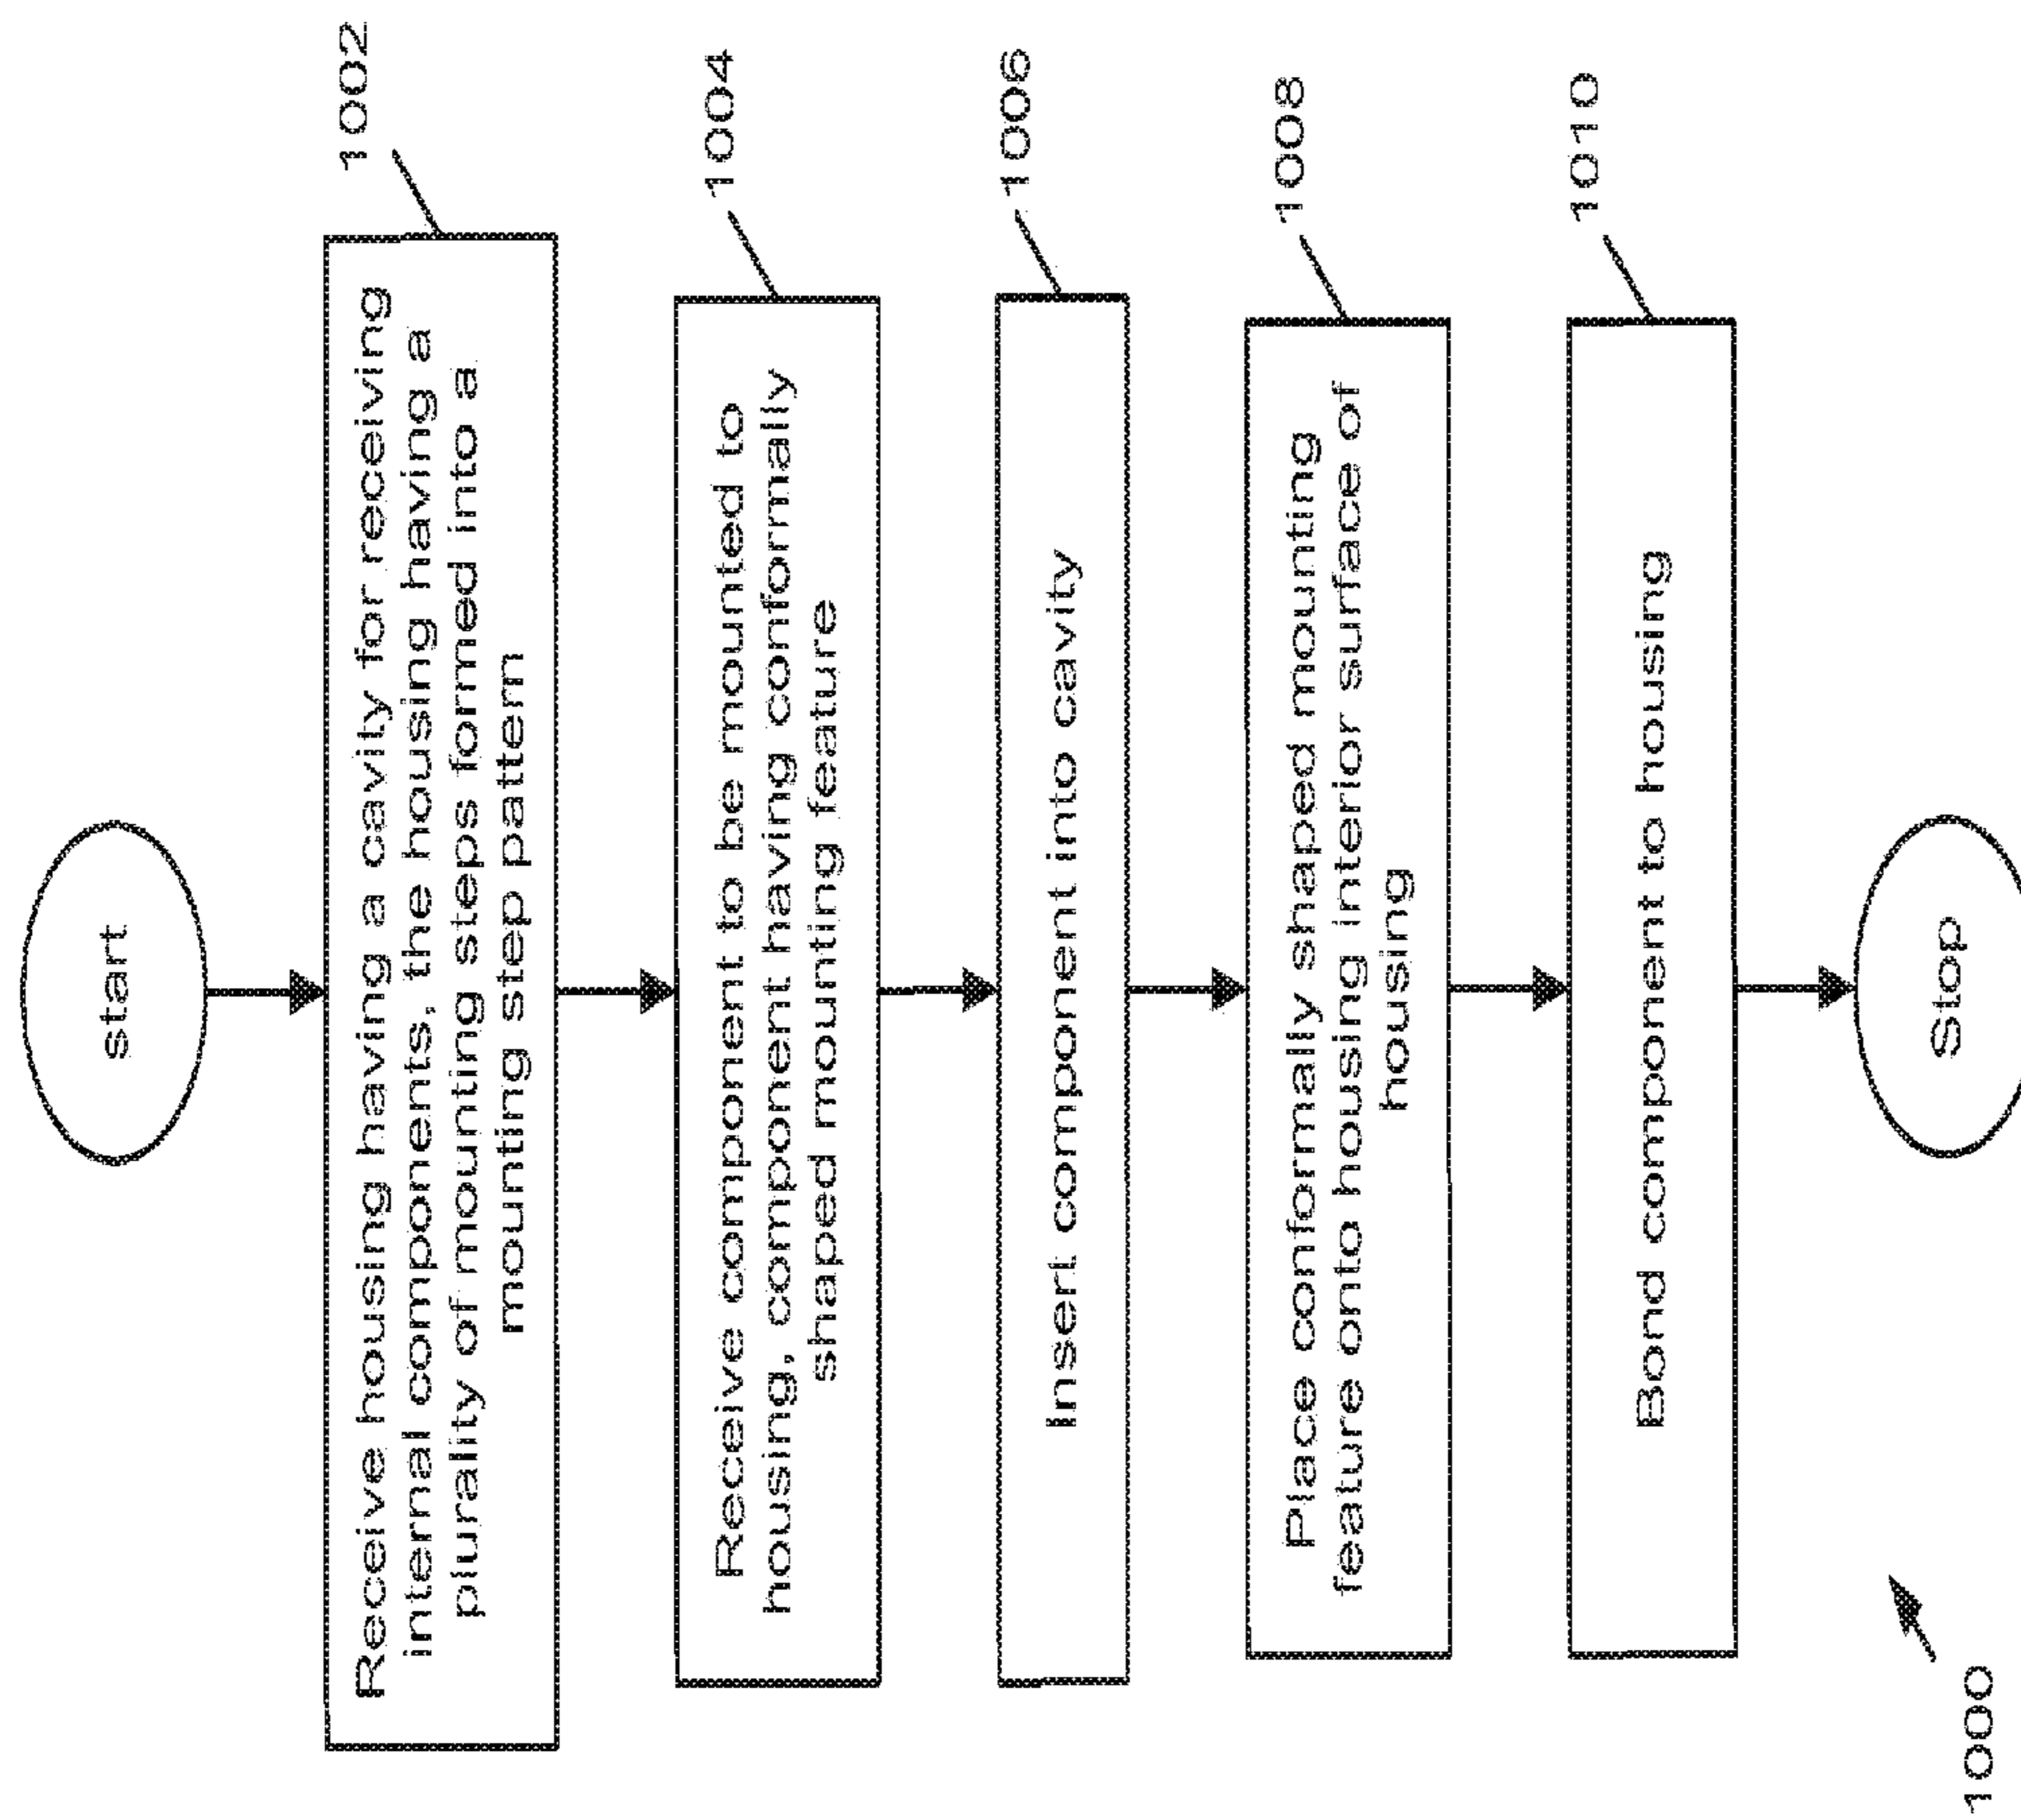 start
Receive housing having a cavity for receiving
internal components, the housing having a
plurality of mounting steps formed into a
mounting step pattern
1002
Receive component to be mounted to
housing, component having conformally
shaped mounting feature
1004
Insert component into cavity
1006
Place conformally shaped mounting
feature onto housing interior surface of
housing
1008
Bond component to housing
1010
Stop
1000